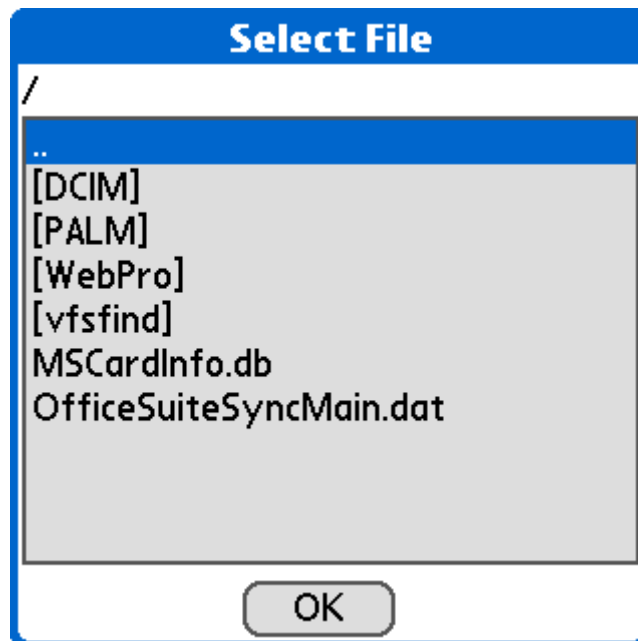 Select File
/
..
[DCIM]
[PALM]
[WebPro]
[vfsfind]
MSCardInfo.db
OfficeSuiteSyncMain.dat
OK